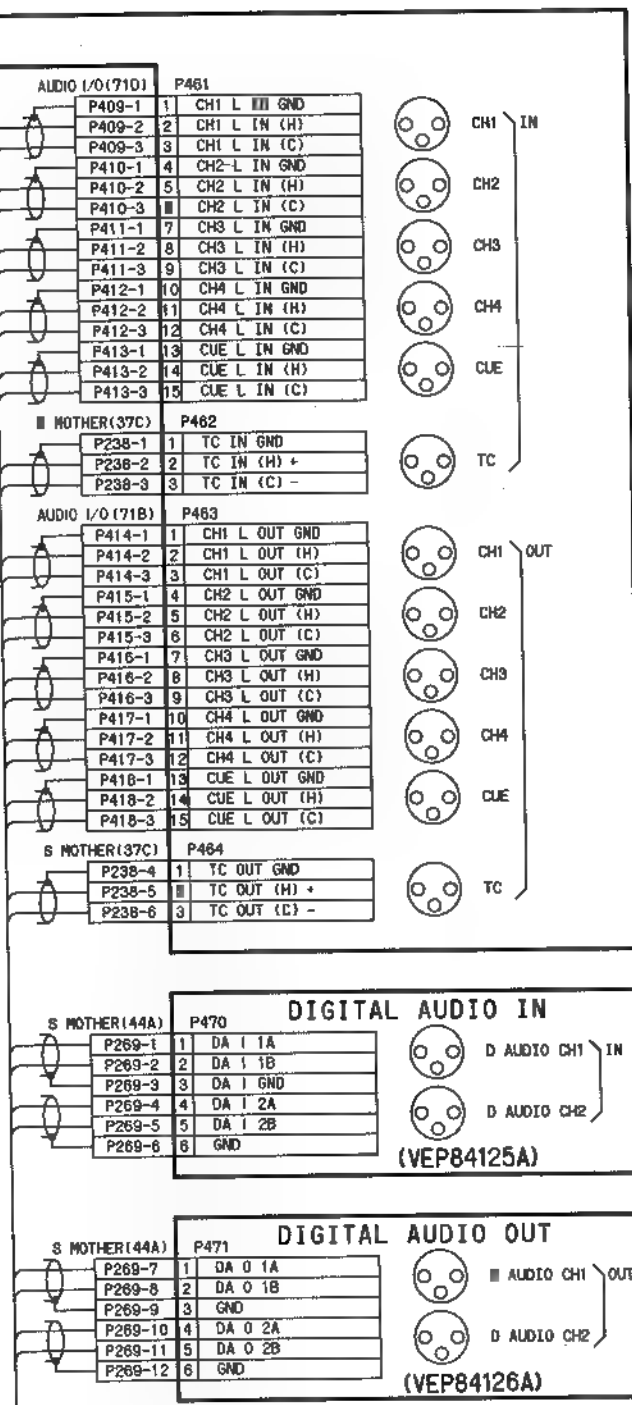 AUDIO I/O(71D) P461
P409-1 1 CH1 L GND
P409-2 2 CH1 L IN (H)
P409-3 3 CH1 L IN (C)
P410-1 4 CH2-L IN GND
P410-2 5 CH2 L IN (H)
P410-3 CH2 L IN (C)
P411-1 7 CH3 L IN GND
P411-2 8 CH3 L IN (H)
P411-3 9 CH3 L IN (C)
P412-1 10 CH4 L IN GND
P412-2 11 CH4 L IN (H)
P412-3 12 CH4 L IN (C)
P413-1 13 CUE L IN GND
P413-2 14 CUE L IN (H)
P413-3 15 CUE L IN (C)
CH1 IN
CH2
CH3
CH4
CUE
TC
MOTHER(37C) P462
P238-1 1 TC IN GND
P238-2 2 TC IN (H) +
P238-3 3 TC IN (C) -
AUDIO I/O(71B) P463
P414-1 1 CH1 L OUT GND
P414-2 2 CH1 L OUT (H)
P414-3 3 CH1 L OUT (C)
P415-1 4 CH2 L OUT GND
P415-2 5 CH2 L OUT (H)
P415-3 6 CH2 L OUT (C)
P416-1 7 CH3 L OUT GND
P416-2 8 CH3 L OUT (H)
P416-3 9 CH3 L OUT (C)
P417-1 10 CH4 L OUT GND
P417-2 11 CH4 L OUT (H)
P417-3 12 CH4 L OUT (C)
P418-1 13 CUE L OUT GND
P418-2 14 CUE L OUT (H)
P418-3 15 CUE L OUT (C)
CH1 OUT
CH2
CH3
CH4
CUE
TC
S MOTHER(37C) P464
P238-4 1 TC OUT GND
P238-5 TC OUT (H) +
P238-6 3 TC OUT (C) -
DIGITAL AUDIO IN
S MOTHER(44A) P470
P269-1 1 DA I 1A
P269-2 2 DA I 1B
P269-3 3 DA I GND
P269-4 4 DA I 2A
P269-5 5 DA I 2B
P269-6 6 GND
D AUDIO CH1 IN
D AUDIO CH2
(VEP84125A)
DIGITAL AUDIO OUT
S MOTHER(44A) P471
P269-7 1 DA O 1A
P269-8 2 DA O 1B
P269-9 3 GND
P269-10 4 DA O 2A
P269-11 5 DA O 2B
P269-12 6 GND
AUDIO CH1 OUT
D AUDIO CH2
(VEP84126A)